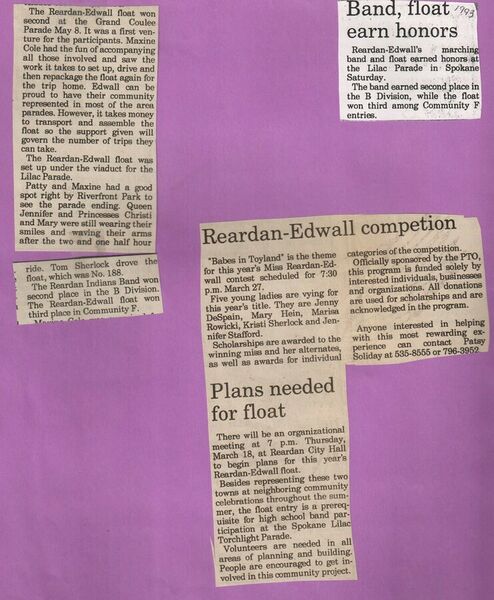 The Reardan-Edwall float won
second at the Grand Coulee
Parade May 8. It was a first ven-
ture for the participants. Maxine
Cole had the fun of accompanying
all those involved and saw the
work it takes to set up, drive and
then repackage the float again for
the trip home. Edwall can be
proud to have their community
represented in most of the area
parades. However, it takes money
to transport and assemble the
float so the support given will
govern the number of trips they
can take.
The Reardan-Edwall float was
set up under the viaduct for the
Lilac Parade.
Patty and Maxine had a good
spot right by Riverfront Park to
see the parade ending. Queen
Jennifer and Princesses Christi
and Mary were still wearing their
smiles and waving their arms
after the two and one half hour
ride. Tom Sherlock drove the
float, which was No. 188.
The Reardan Indians Band won
second place in the B Division.
The Reardan-Edwall float won
third place in Community F.
Band, float 1993
earn honors
Reardan-Edwall's marching
band and float earned honors at
the Lilac Parade in Spokane
Saturday.
The band earned second place in
the B Division, while the float
won third among Community F
entries.
Reardan-Edwall competion
"Babes in Toyland" is the theme
for this year's Miss Reardan-Ed-
wall contest scheduled for 7:30
p.m. March 27.
Five young ladies are vying for
this year's title. They are Jenny
DeSpain, Mary Hein, Marisa
Rowicki, Kristi Sherlock and Jen-
nifer Stafford.
Scholarships are awarded to the
winning miss and her alternates,
as well as awards for individual
categories of the competition.
Officially sponsored by the PTO,
this program is funded solely by
interested individuals, businesses
and organizations. All donations
are used for scholarships and are
acknowledged in the program.
Anyone interested in helping
with this most rewarding ex-
perience can contact Patsy
Soliday at 535-8555 or 796-3952
Plans needed
for float
There will be an organizational
meeting at 7 p.m. Thursday,
March 18, at Reardan City Hall
to begin plans for this year's
Reardan-Edwall float.
Besides representing these two
towns at neighboring community
celebrations throughout the sum-
mer, the float entry is a prereq-
uisite for high school band par-
ticipation at the Spokane Lilac
Torchlight Parade.
Volunteers are needed in all
areas of planning and building.
People are encouraged to get in-
volved in this community project.